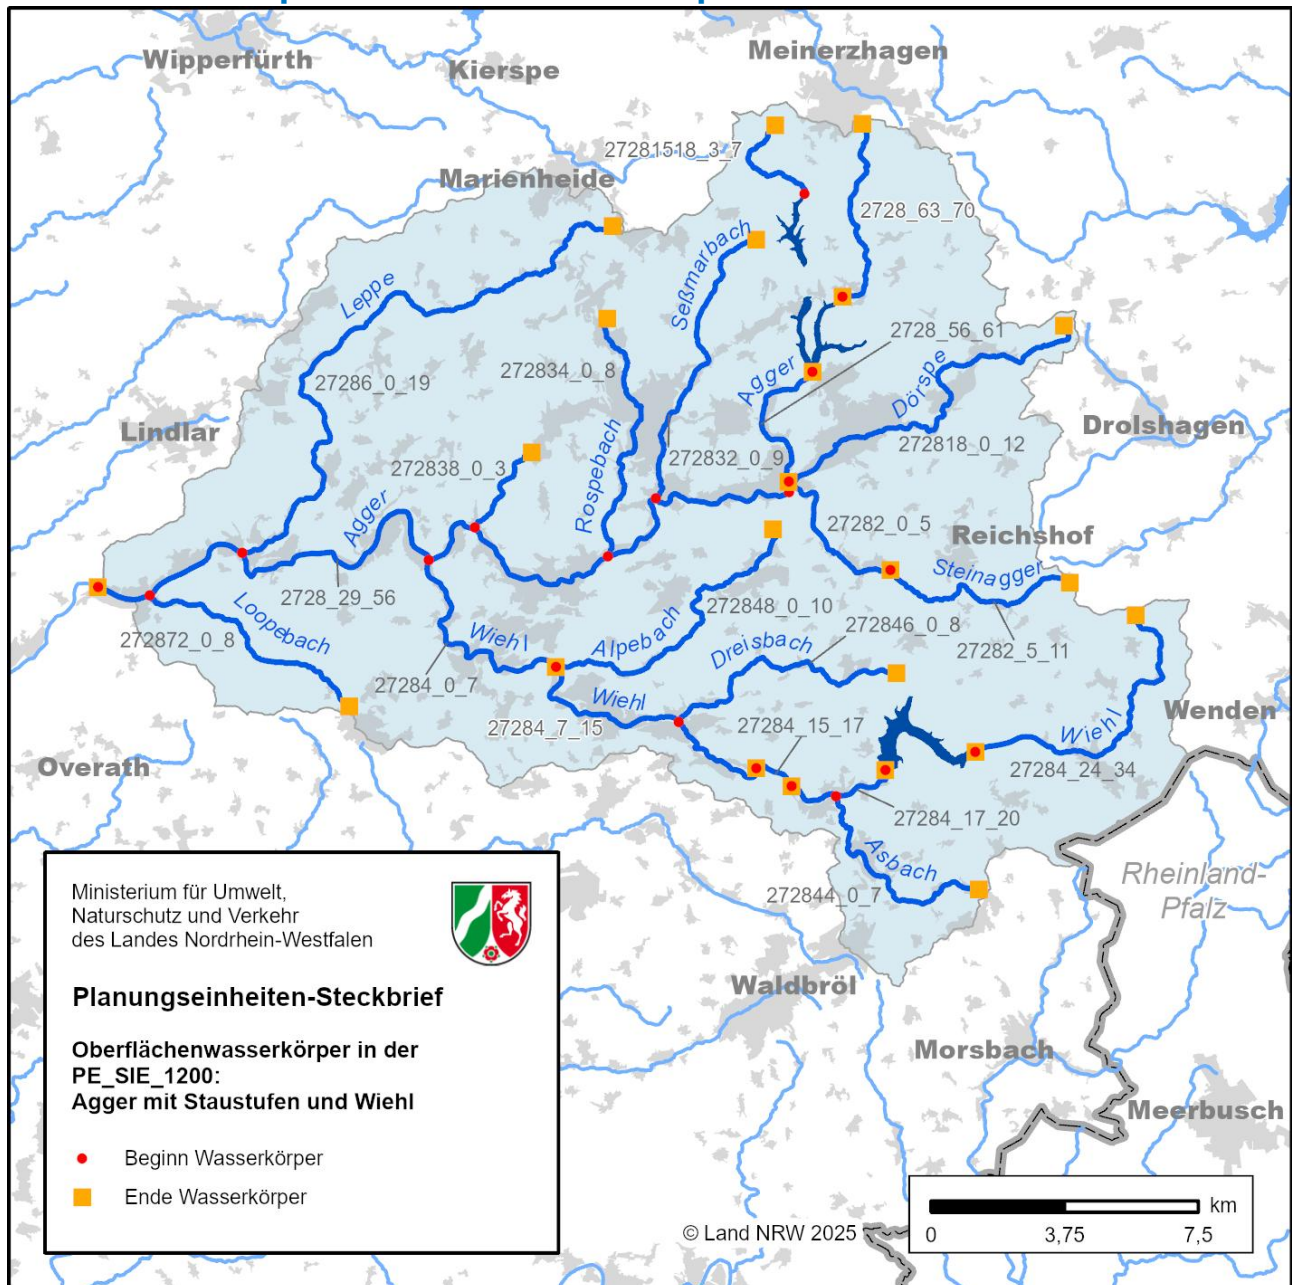 Wipperfürth
Kierspe
Meinerzhagen
27281518_3_7
Marienheide
2728_63_70
Seßmarbach
Leppe
2728_56_61
272834_0_8
Agger
Dörspe
27286_0_19
Lindlar
Drolshagen
272818_0_12
272838_0_3
272832_0_9
Rospebach
Agger
27282_0_5
Reichshof
Steinagger
2728_29_56
Loopebach
272848_0_10
272846_0_8
272872_0_8
Wiehl
Alpebach
Dreisbach
27282_5_11
27284_0_7
Wiehl
27284_7_15
27284_15_17
Wiehl
Wenden
Overath
27284_24_34
27284_17_20
Asbach
272844_0_7
Rheinland-
Pfalz
Waldbröl
Morsbach
Meerbusch
Ministerium für Umwelt,
Naturschutz und Verkehr
des Landes Nordrhein-Westfalen
Planungseinheiten-Steckbrief
Oberflächenwasserkörper in der
PE_SIE_1200:
Agger mit Staustufen und Wiehl
Beginn Wasserkörper
Ende Wasserkörper
© Land NRW 2025
km
0 3,75 7,5